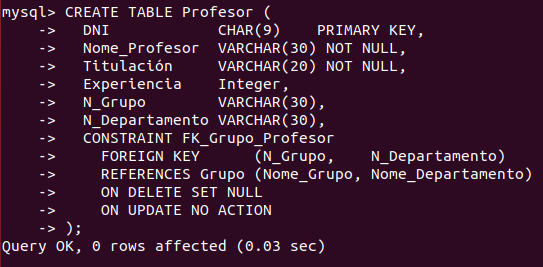 mysql> CREATE TABLE Profesor (
    ->   DNI             CHAR(9)    PRIMARY KEY,
    ->   Nome_Profesor  VARCHAR(30) NOT NULL,
    ->   Titulación     VARCHAR(20) NOT NULL,
    ->   Experiencia    Integer,
    ->   N_Grupo        VARCHAR(30),
    ->   N_Departamento VARCHAR(30),
    ->   CONSTRAINT FK_Grupo_Profesor
    ->     FOREIGN KEY      (N_Grupo,    N_Departamento)
    ->     REFERENCES Grupo (Nome_Grupo, Nome_Departamento)
    ->     ON DELETE SET NULL
    ->     ON UPDATE NO ACTION
    -> );
Query OK, 0 rows affected (0.03 sec)